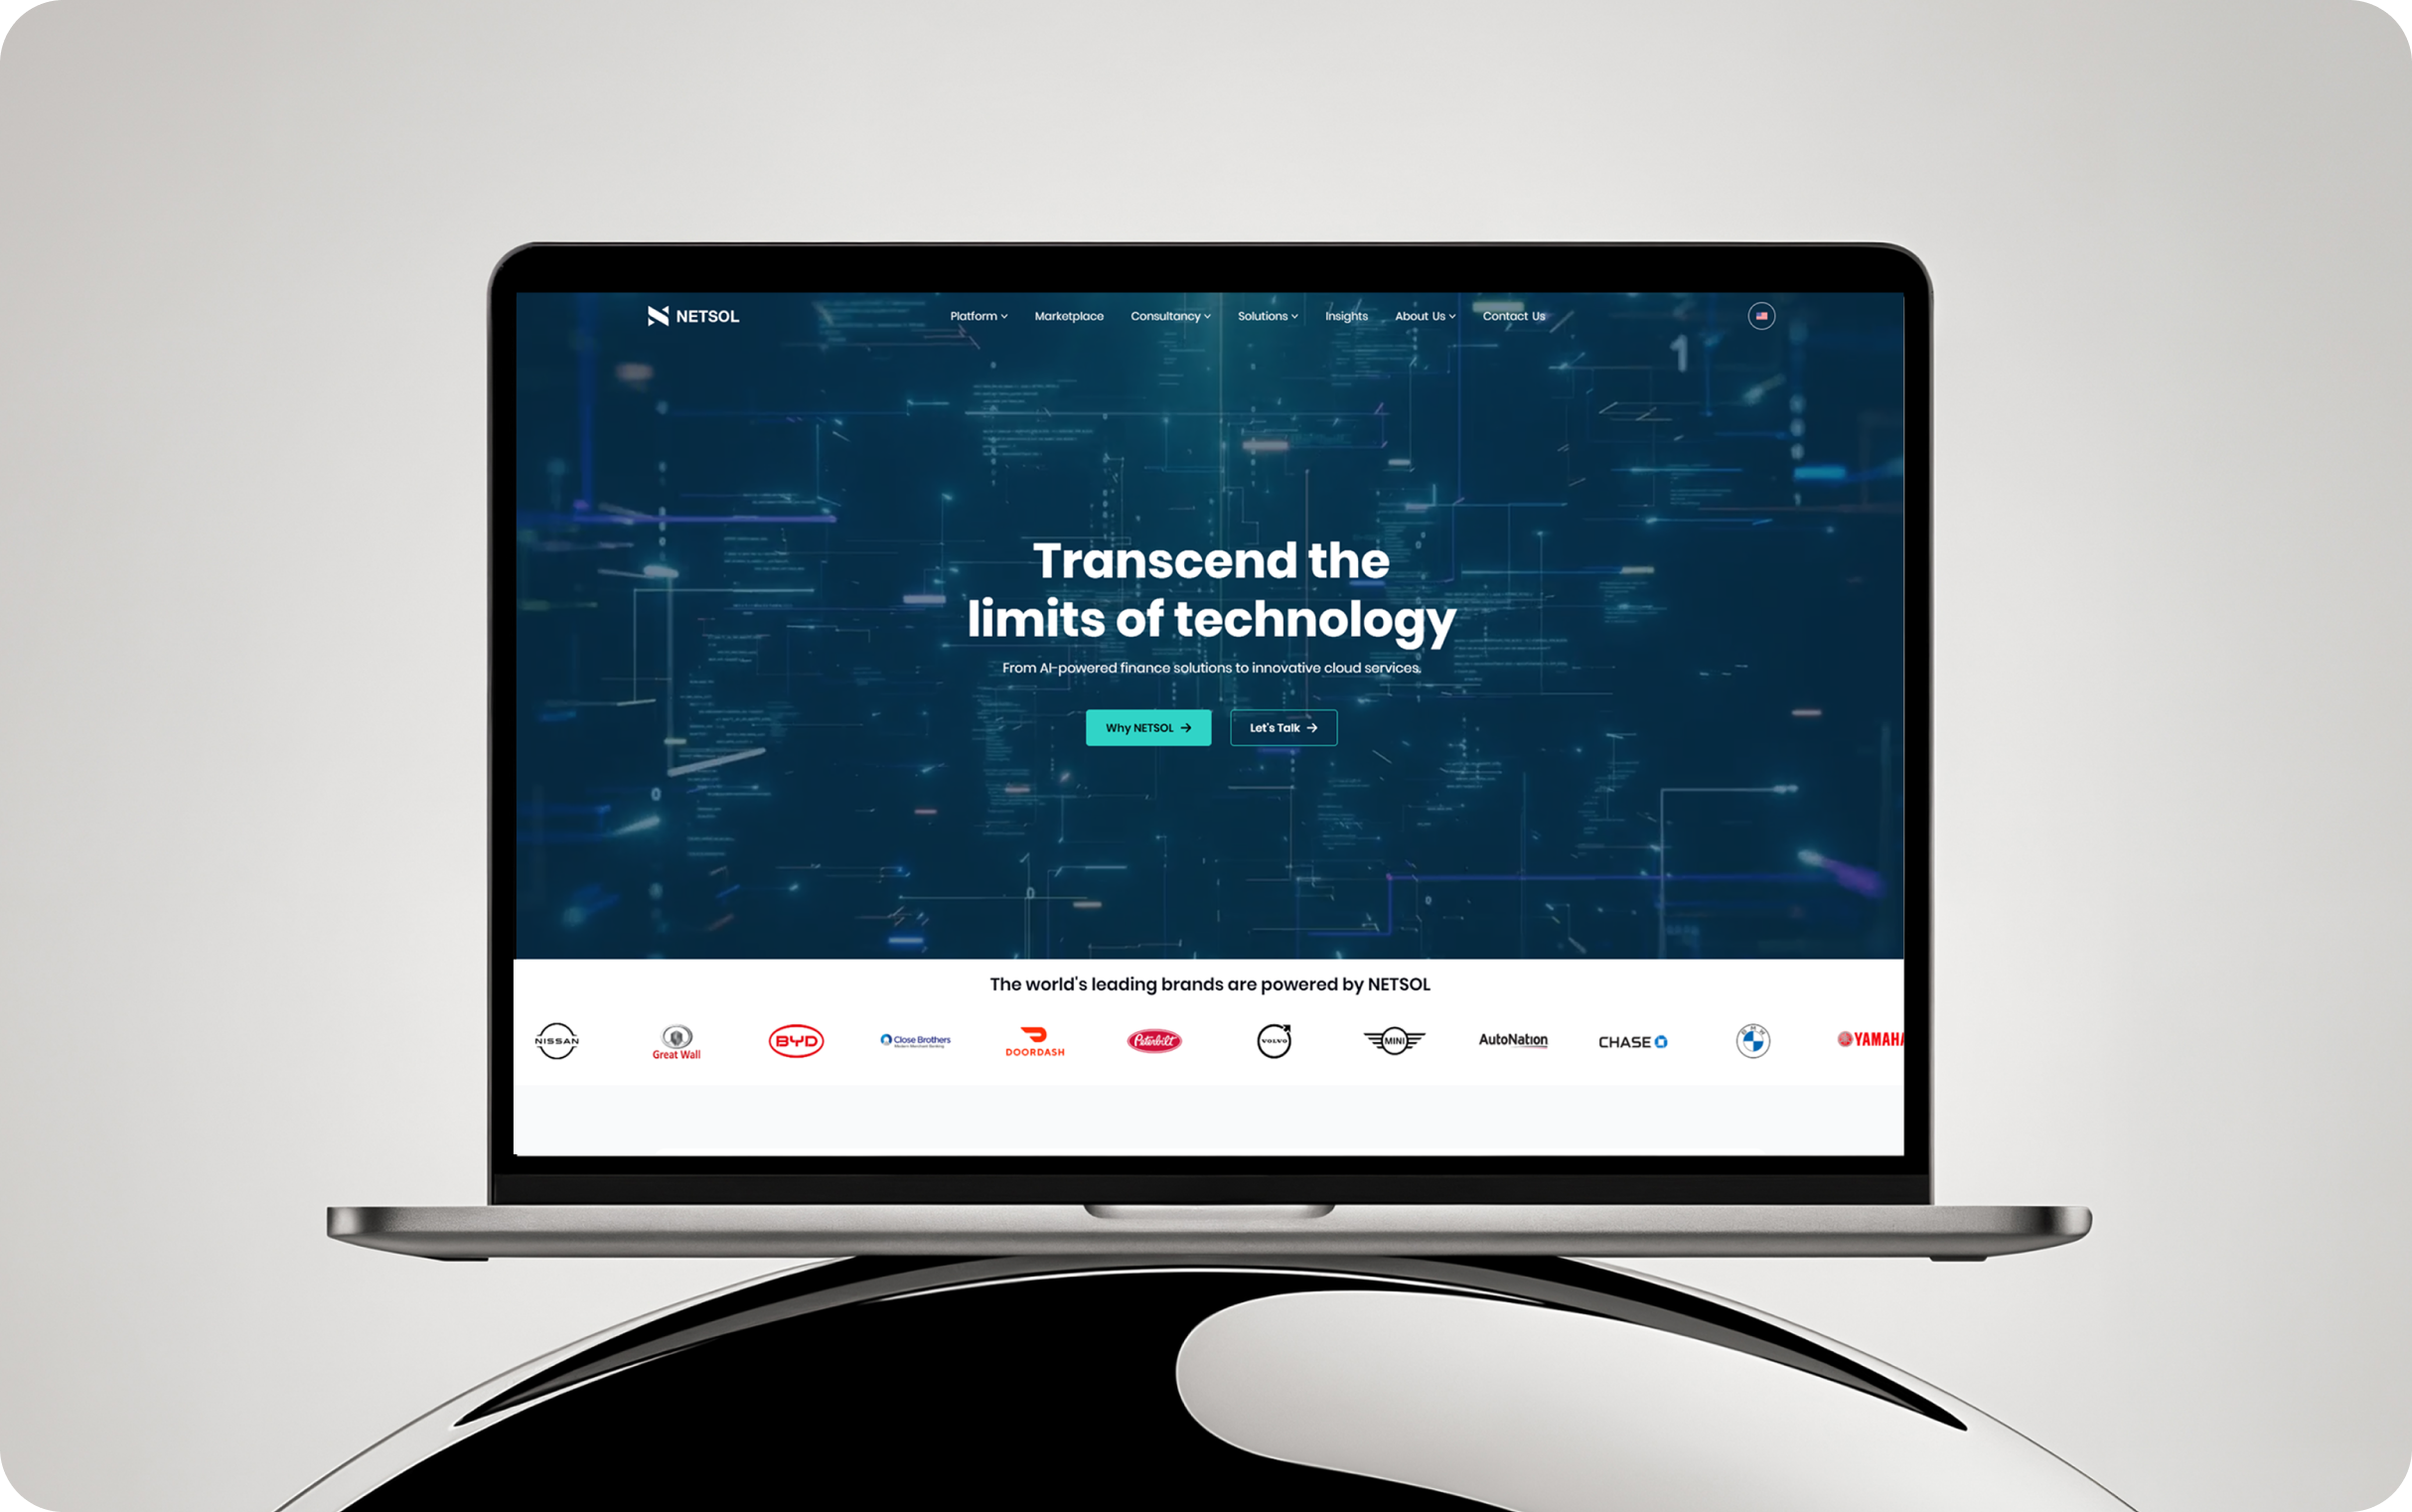 NETSOL
Platform Marketplace Consultancy Solutions Insights About Us Contact Us
1
Transcend the
limits of technology
From AI-powered finance solutions to innovative cloud services.
Why NETSOL → Let's Talk →
The world's leading brands are powered by NETSOL
NISSAN Great Wall BYD Close Brothers DOORDASH Peterbilt VOLVO MINI AutoNation CHASE BMW YAMAHA